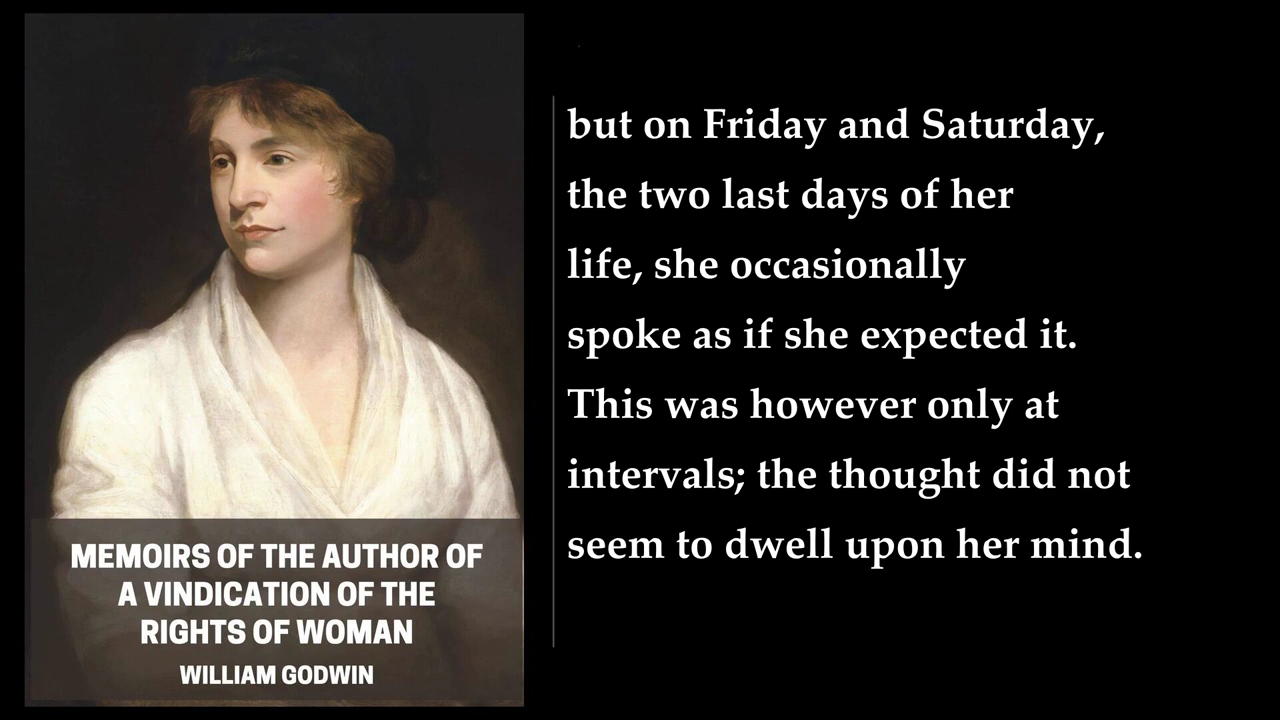 MEMOIRS OF THE AUTHOR OF
A VINDICATION OF THE
RIGHTS OF WOMAN
WILLIAM GODWIN
but on Friday and Saturday,
the two last days of her
life, she occasionally
spoke as if she expected it.
This was however only at
intervals; the thought did not
seem to dwell upon her mind.